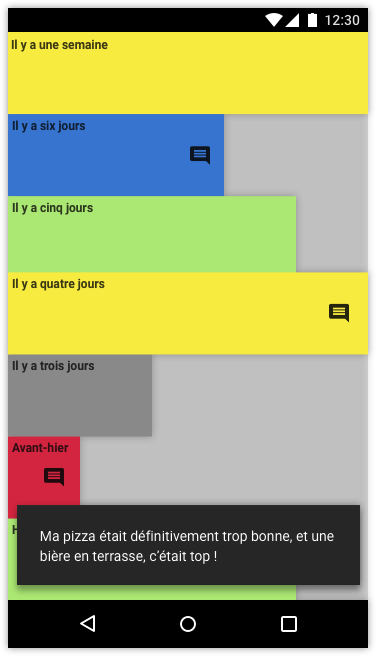 12:30
Il y a une semaine
Il y a six jours
Il y a cinq jours
Il y a quatre jours
Il y a trois jours
Avant-hier
Ma pizza était définitivement trop bonne, et une
bière en terrasse, c’était top !